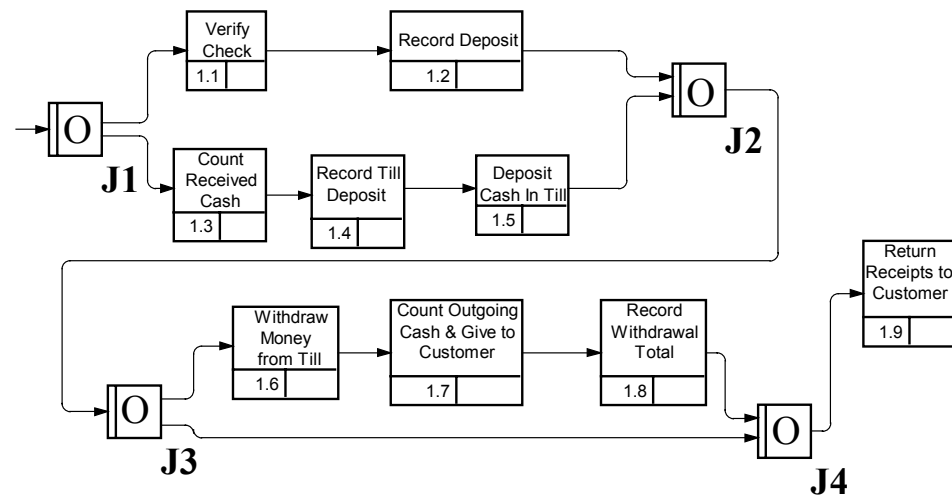 Verify
Check
1.1
Record Deposit
1.2
O
J1
Count
Received
Cash
1.3
Record Till
Deposit
1.4
Deposit
Cash In Till
1.5
O
J2
Withdraw
Money
from Till
1.6
Count Outgoing
Cash & Give to
Customer
1.7
Record
Withdrawal
Total
1.8
Return
Receipts to
Customer
1.9
O
J3
O
J4